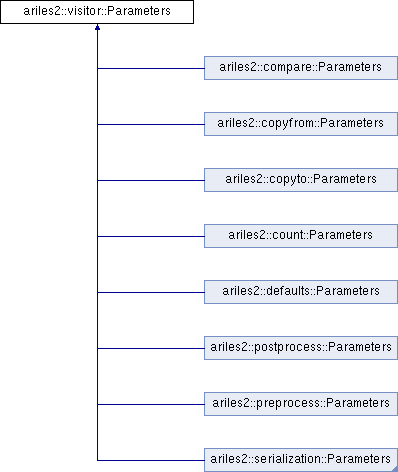 ariles2::visitor::Parameters
ariles2::compare::Parameters
ariles2::copyfrom::Parameters
ariles2::copyto::Parameters
ariles2::count::Parameters
ariles2::defaults::Parameters
ariles2::postprocess::Parameters
ariles2::preprocess::Parameters
ariles2::serialization::Parameters